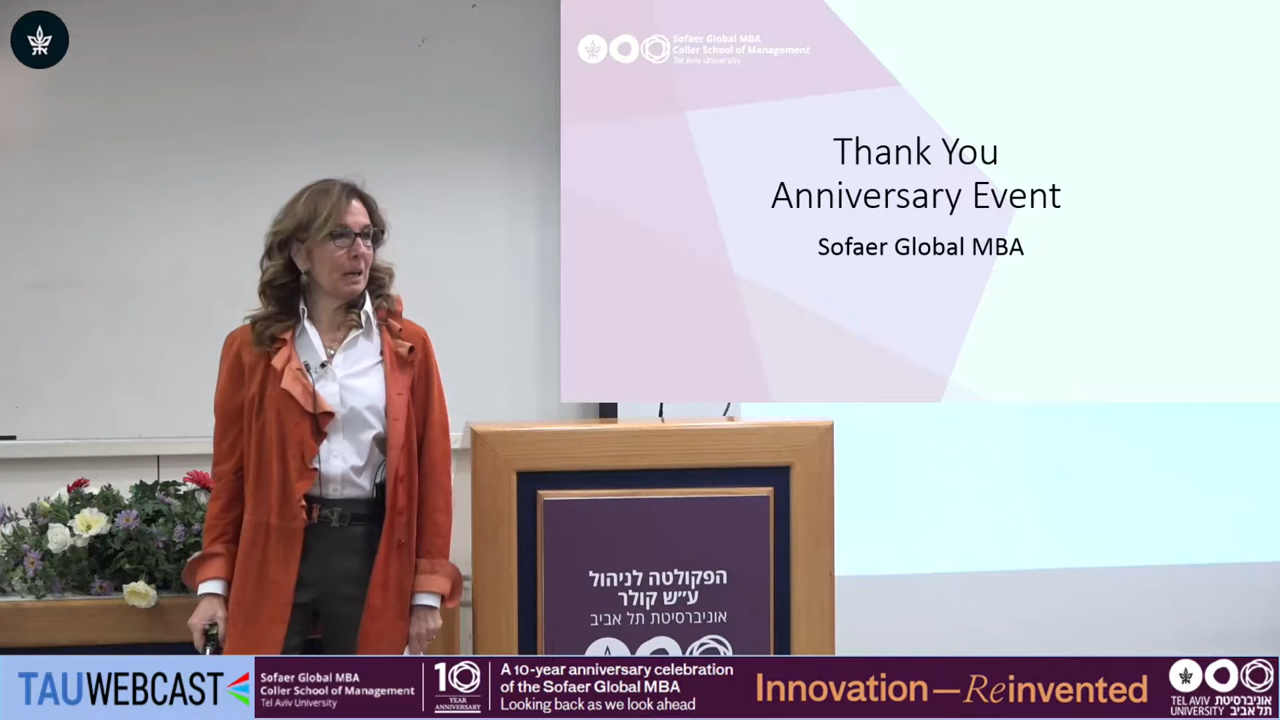 Sofaer Global MBA
Coller School of Management
Tel Aviv University
Thank You
Anniversary Event
Sofaer Global MBA
הפקולטה לניהול
ע״ש קולר
אוניברסיטת תל אביב
TAUWEBCAST
Sofaer Global MBA
Coller School of Management
Tel Aviv University
10
YEAR
ANNIVERSARY
A 10-year anniversary celebration
of the Sofaer Global MBA
Looking back as we look ahead
Innovation—Reinvented
TEL AVIV אוניברסיטת
UNIVERSITY תל אביב